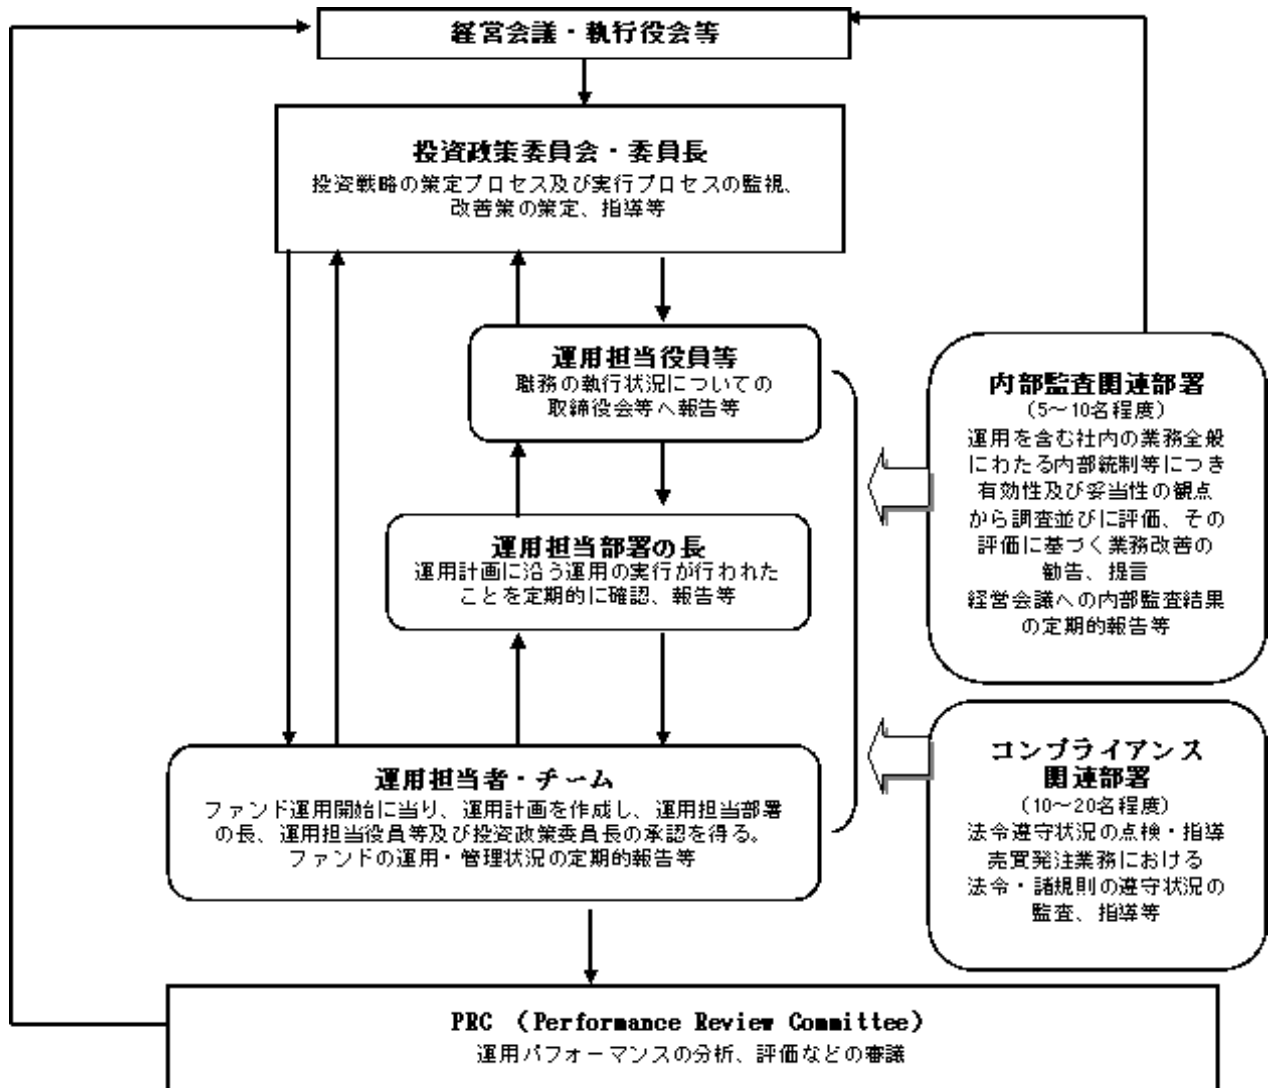 経営会議・執行役会等
投資政策委員会・委員長
投資戦略の策定プロセス及び実行プロセスの監視、
改善策の策定、指導等
運用担当役員等
職務の執行状況についての
取締役会等へ報告等
運用担当部署の長
運用計画に沿う運用の実行が行われた
ことを定期的に確認、報告等
運用担当者・チーム
ファンド運用開始に当り、運用計画を作成し、運用担当部署
の長、運用担当役員等及び投資政策委員長の承認を得る。
ファンドの運用・管理状況の定期的報告等
内部監査関連部署
(5～10名程度)
運用を含む社内の業務全般
にわたる内部統制等につき
有効性及び妥当性の観点
から調査並びに評価、その
評価に基づく業務改善の
勧告、提言
経営会議への内部監査結果
の定期的報告等
コンプライアンス
関連部署
(10～20名程度)
法令遵守状況の点検・指導
売買発注業務における
法令・諸規則の遵守状況の
監査、指導等
PRC (Performance Review Committee)
運用パフォーマンスの分析、評価などの審議